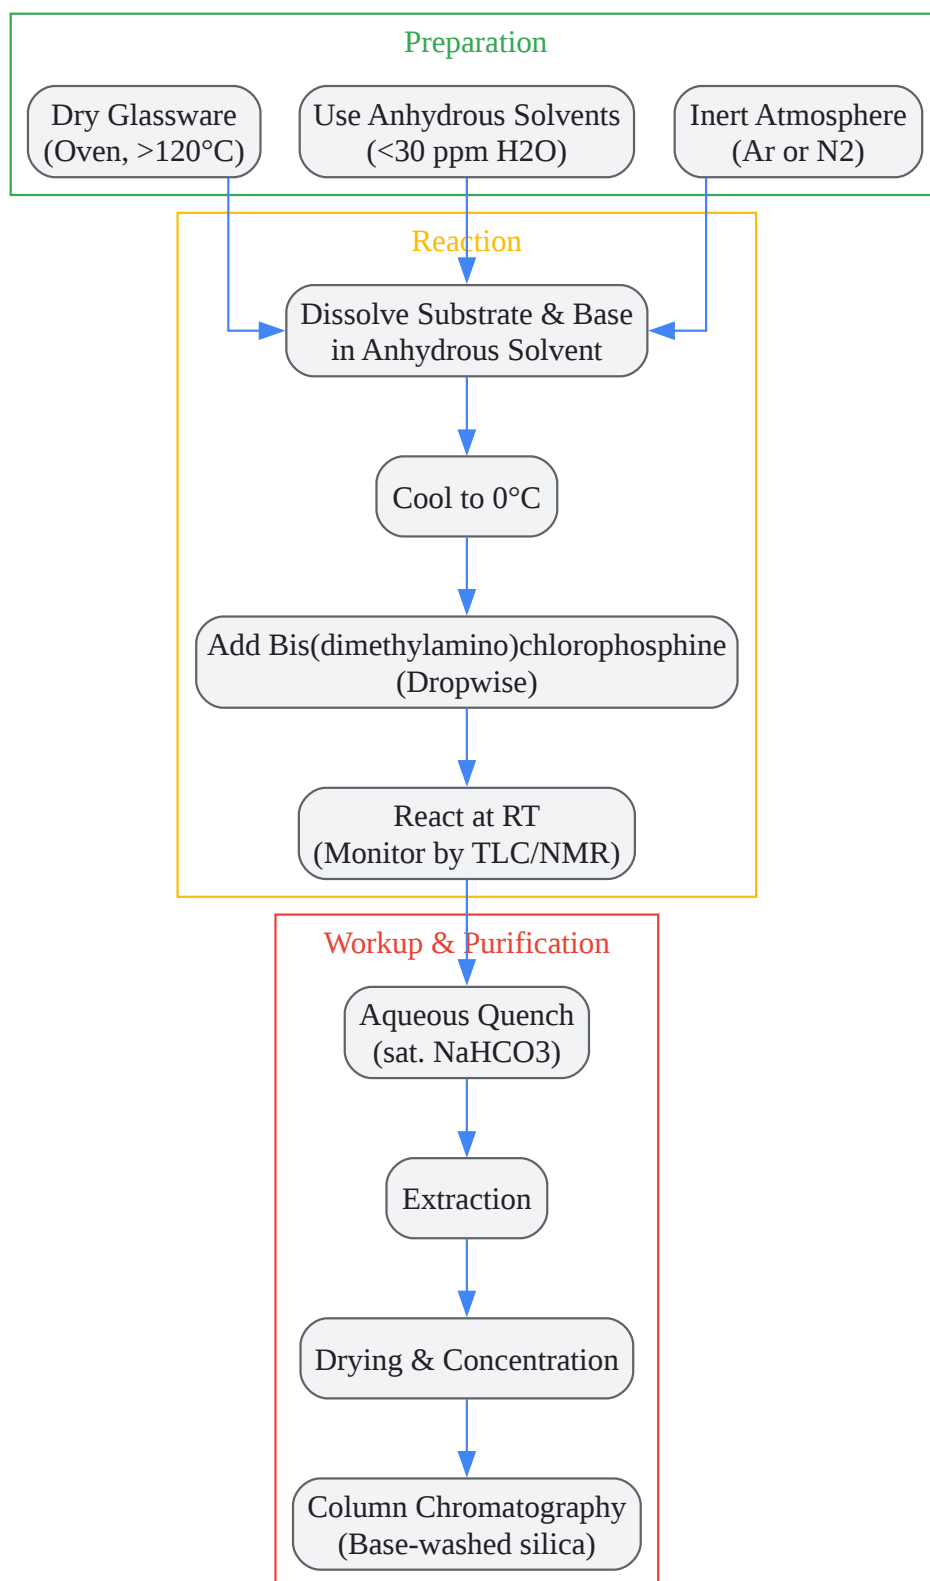 Preparation
Dry Glassware
(Oven, >120°C)
Use Anhydrous Solvents
(<30 ppm H2O)
Inert Atmosphere
(Ar or N2)
Reaction
Dissolve Substrate & Base
in Anhydrous Solvent
Cool to 0°C
Add Bis(dimethylamino)chlorophosphine
(Dropwise)
React at RT
(Monitor by TLC/NMR)
Workup & Purification
Aqueous Quench
(sat. NaHCO3)
Extraction
Drying & Concentration
Column Chromatography
(Base-washed silica)